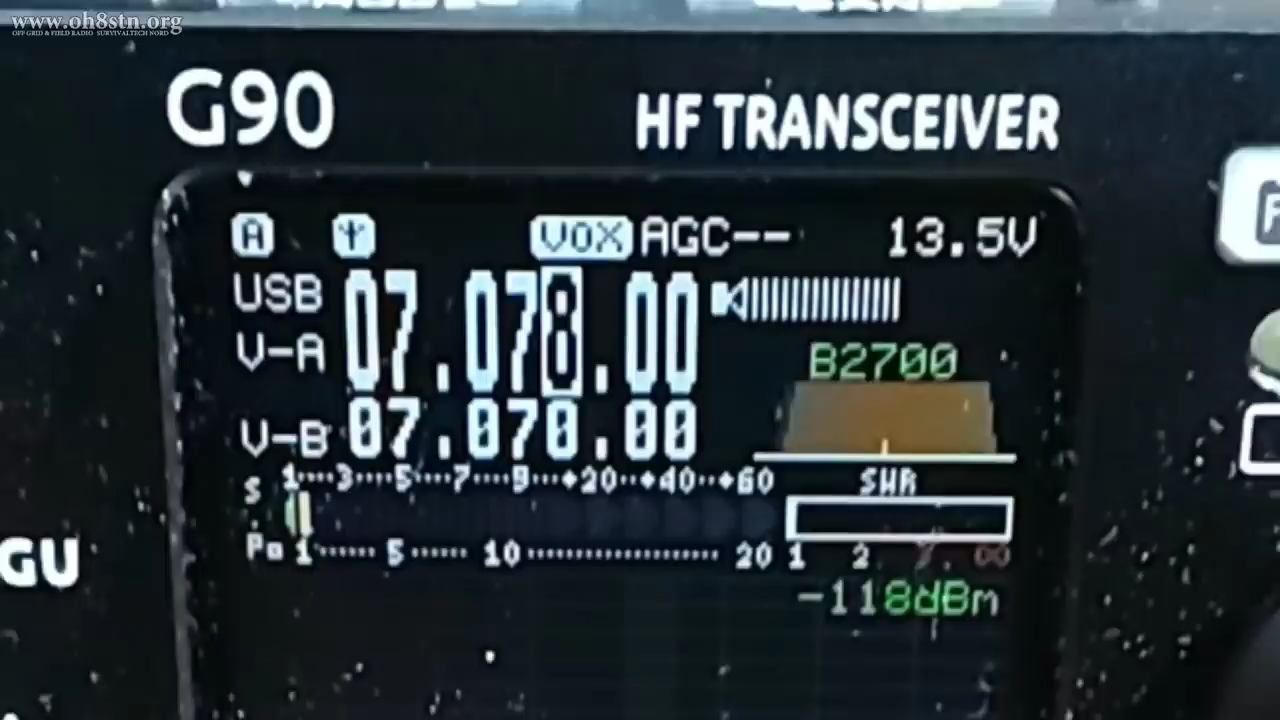 www.oh8stn.org
OFF GRID & FIELD RADIO SURVIVALTECH NORD
G90 HF TRANSCEIVER
A VOX AGC-- 13.5V
USB 07.078.00
V-A
B2700
V-B 07.070.00
S 1····3····5····7····9···+20··+40··+60 SWR
Po 1······5······10··················20 1 2 ∞
-118dBm
GU